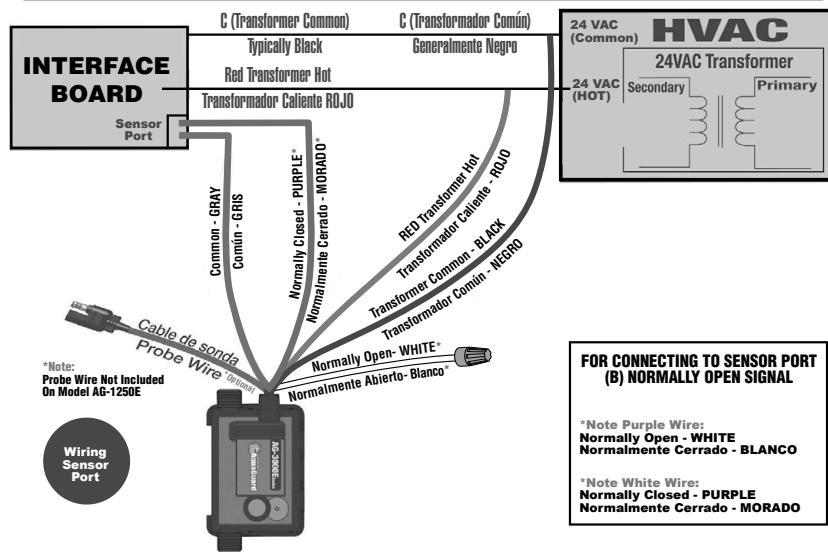 C (Transformer Common)
Typically Black
C (Transformador Común)
Generalmente Negro
24 VAC
(Common)
HVAC
24VAC Transformer
Secondary
Primary
24 VAC
(HOT)
INTERFACE
BOARD
Red Transformer Hot
Transformador Caliente ROJO
Sensor
Port
Common - GRAY
Común - GRIS
Normally Closed - PURPLE*
Normalmente Cerrado - MORADO*
RED Transformer Hot
Transformador Caliente - ROJO
Transformer Common - BLACK
Transformador Común - NEGRO
Cable de sonda
Probe Wire *Optional
Normally Open- WHITE*
Normalmente Abierto- Blanco*
*Note:
Probe Wire Not Included
On Model AG-1250E
Wiring
Sensor
Port
AG-3000E
AquaGuard
FOR CONNECTING TO SENSOR PORT
(B) NORMALLY OPEN SIGNAL
*Note Purple Wire:
Normally Open - WHITE
Normalmente Cerrado - BLANCO
*Note White Wire:
Normally Closed - PURPLE
Normalmente Cerrado - MORADO